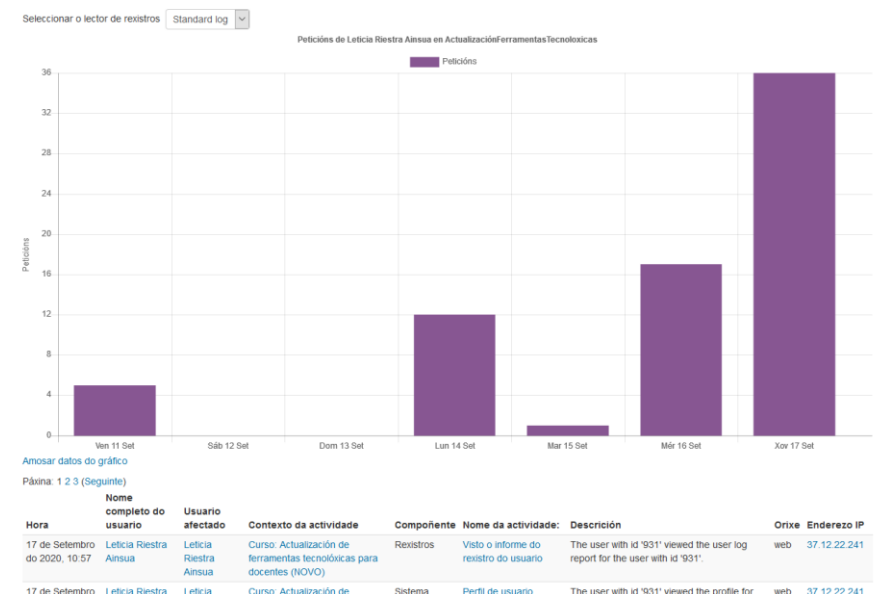 Seleccionar o lector de rexistros Standard log
Peticións de Leticia Riestra Ainsua en ActualizaciónFerramentasTecnoloxicas
Peticións
36
32
28
24
20
16
12
8
4
0
Peticións
Ven 11 Set Sáb 12 Set Dom 13 Set Lun 14 Set Mar 15 Set Mér 16 Set Xov 17 Set
Amosar datos do gráfico
Páxina: 1 2 3 (Seguinte)
Nome
completo do Usuario
Hora usuario afectado Contexto da actividade Compoñente Nome da actividade: Descrición Orixe Enderezo IP
17 de Setembro Leticia Riestra Leticia Curso: Actualización de Rexistros Visto o informe do The user with id '931' viewed the user log web 37.12.22.241
do 2020, 10:57 Ainsua Riestra ferramentas tecnolóxicas para rexistro do usuario report for the user with id '931'.
Ainsua docentes (NOVO)
17 de Setembro Leticia Riestra Leticia Curso: Actualización de Sistema Perfil de usuario The user with id '931' viewed the profile for web 37.12.22.241